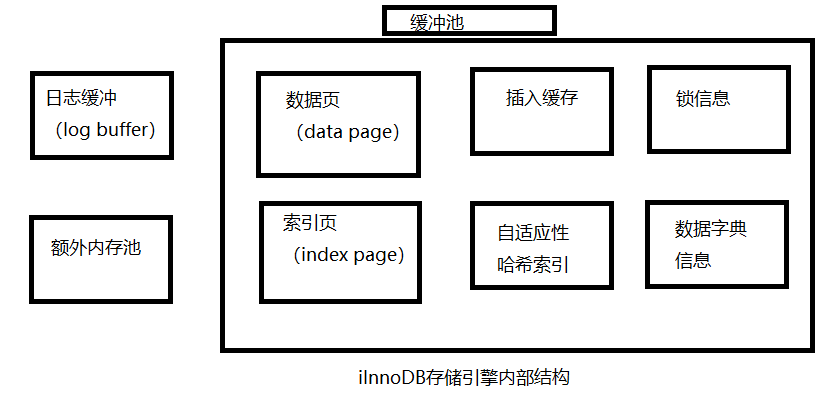 缓冲池
日志缓冲
（log buffer）
数据页
（data page）
插入缓存
锁信息
额外内存池
索引页
（index page）
自适应性
哈希索引
数据字典
信息
iInnoDB存储引擎内部结构